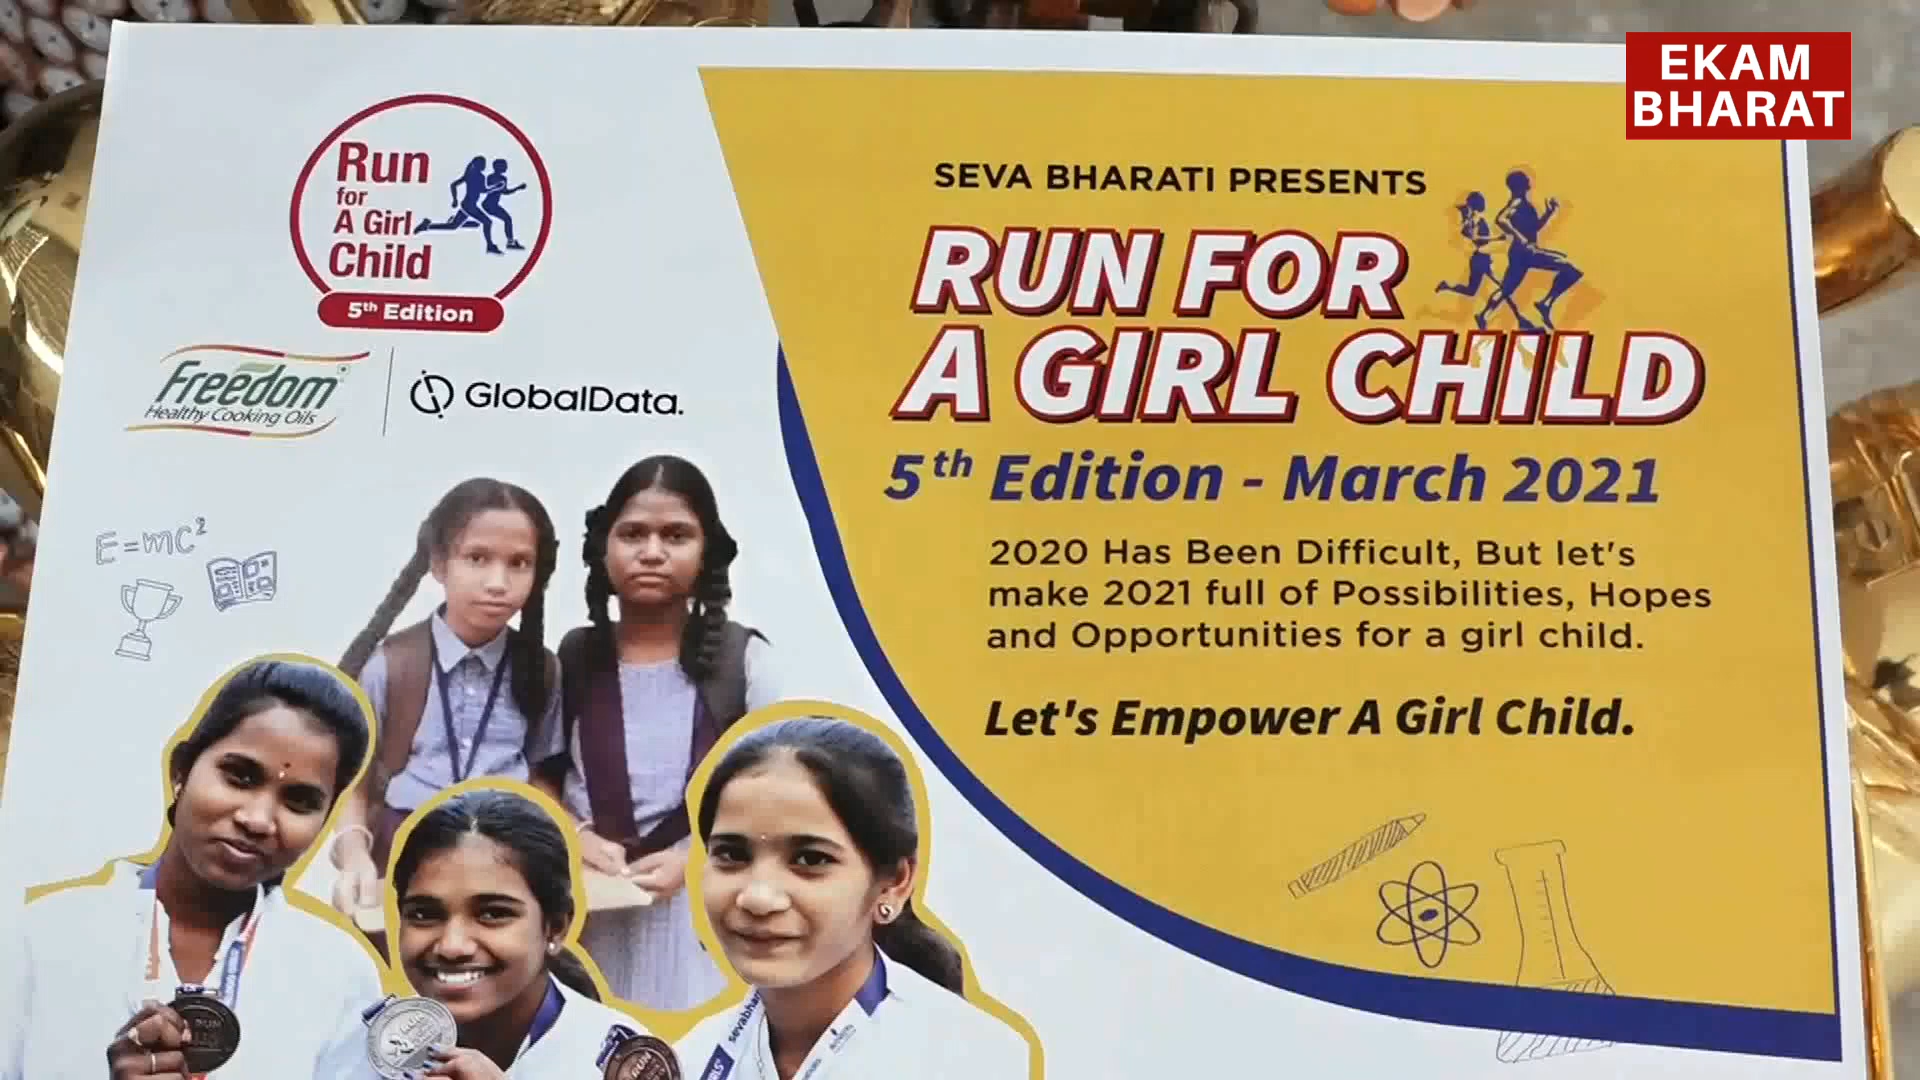 EKAM
BHARAT
Run
for
A Girl
Child
5th Edition
Freedom
Healthy Cooking Oils
GlobalData.
SEVA BHARATI PRESENTS
RUN FOR
A GIRL CHILD
5th Edition - March 2021
2020 Has Been Difficult, But let's
make 2021 full of Possibilities, Hopes
and Opportunities for a girl child.
Let's Empower A Girl Child.
E=mc²
RUN
RUN